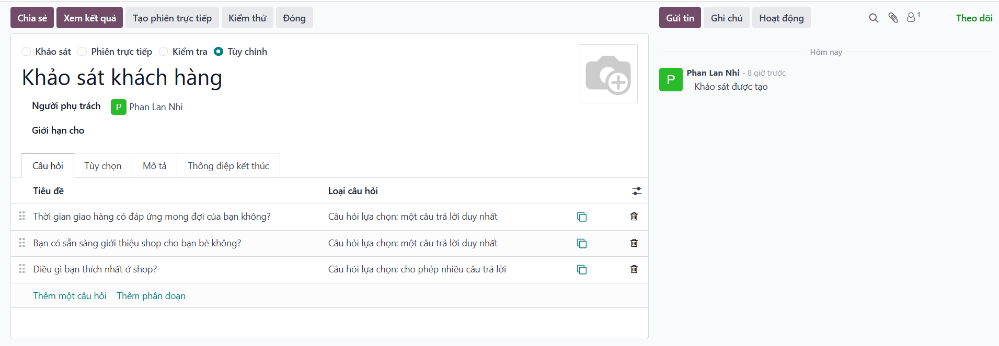 Chia sẻ Xem kết quả Tạo phiên trực tiếp Kiểm thử Đóng
Khảo sát Phiên trực tiếp Kiểm tra Tùy chỉnh
Khảo sát khách hàng
Người phụ trách P Phan Lan Nhi
Giới hạn cho
Câu hỏi Tùy chọn Mô tả Thông điệp kết thúc
Tiêu đề Loại câu hỏi
Thời gian giao hàng có đáp ứng mong đợi của bạn không? Câu hỏi lựa chọn: một câu trả lời duy nhất
Bạn có sẵn sàng giới thiệu shop cho bạn bè không? Câu hỏi lựa chọn: một câu trả lời duy nhất
Điều gì bạn thích nhất ở shop? Câu hỏi lựa chọn: cho phép nhiều câu trả lời
Thêm một câu hỏi Thêm phân đoạn
Gửi tin Ghi chú Hoạt động 1 Theo dõi
Hôm nay
P Phan Lan Nhi - 8 giờ trước
Khảo sát được tạo